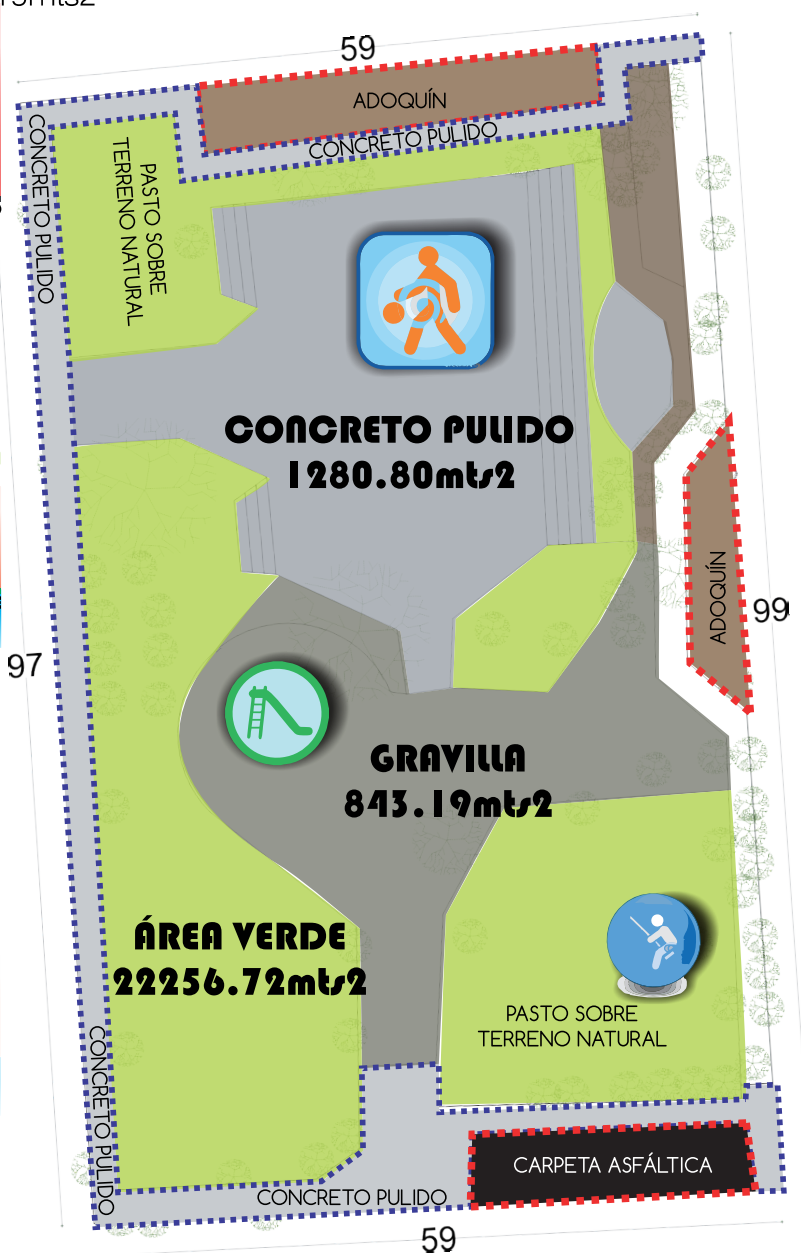 59
ADOQUÍN
CONCRETO PULIDO
CONCRETO PULIDO
PASTO SOBRE
TERRENO NATURAL
CONCRETO PULIDO
1280.80mts2
ADOQUÍN
99
97
GRAVILLA
843.19mts2
ÁREA VERDE
22256.72mts2
PASTO SOBRE
TERRENO NATURAL
CONCRETO PULIDO
CARPETA ASFÁLTICA
CONCRETO PULIDO
59